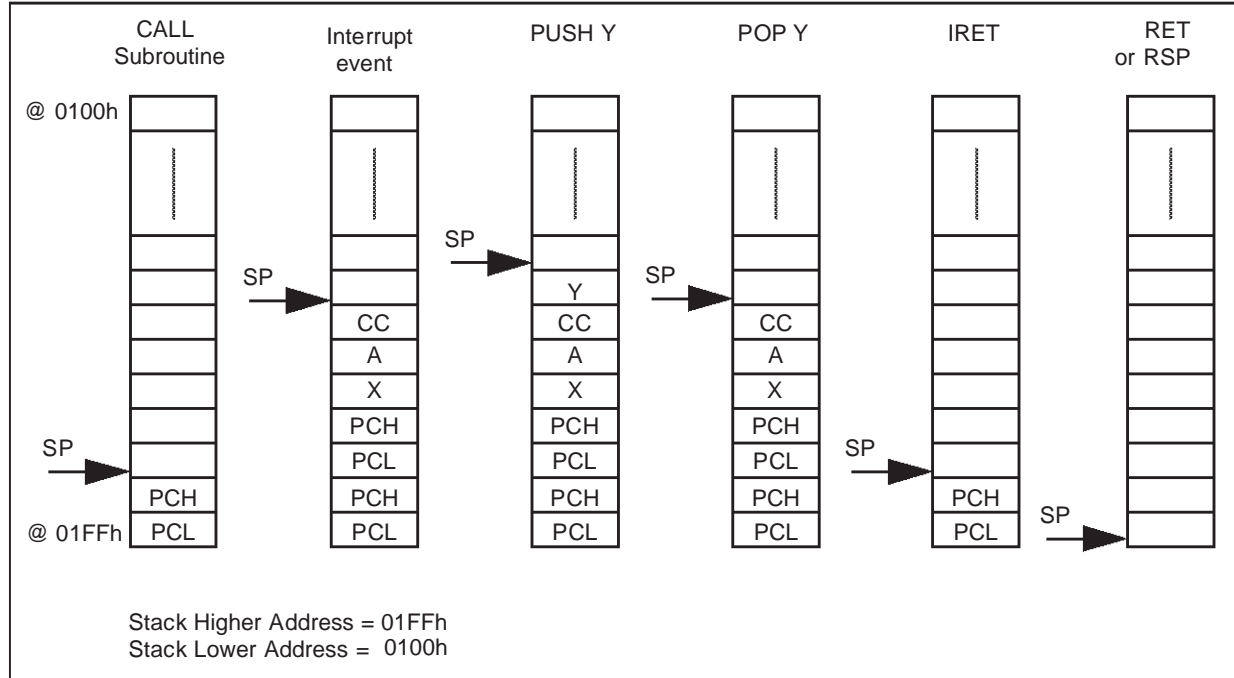 CALL
Subroutine
Interrupt
event
PUSH Y
POP Y
IRET
RET
or RSP
@ 0100h
SP
PCH
@ 01FFh
PCL
SP
CC
A
X
PCH
PCL
PCH
PCL
SP
Y
CC
A
X
PCH
PCL
PCH
PCL
SP
CC
A
X
PCH
PCL
PCH
PCL
SP
PCH
PCL
SP
Stack Higher Address = 01FFh
Stack Lower Address = 0100h